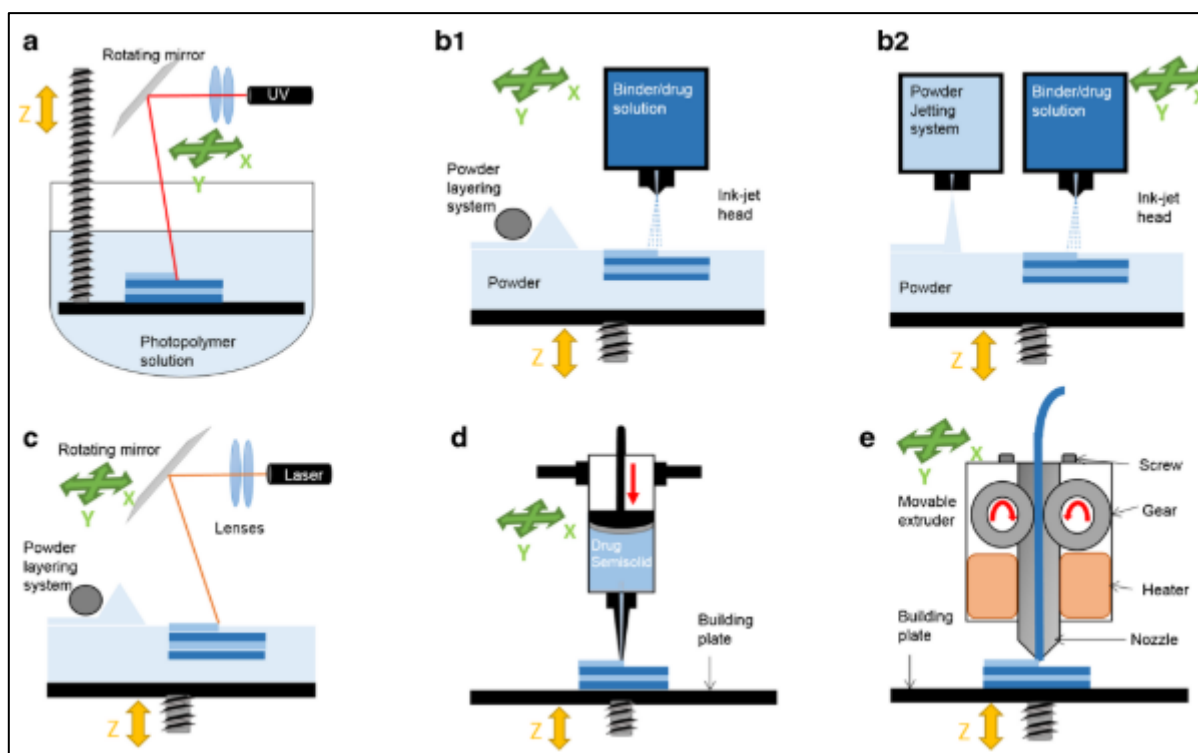 a
Rotating mirror
UV
Z
X
Y
Photopolymer
solution
b1
X
Y
Binder/drug
solution
Powder
layering
system
Ink-jet
head
Powder
Z
b2
Powder
Jetting
system
Binder/drug
solution
X
Y
Ink-jet
head
Powder
Z
c
Rotating mirror
X
Y
Laser
Lenses
Powder
layering
system
Z
d
X
Y
Drug
Semisolid
Building
plate
Z
e
X
Y
Screw
Movable
extruder
Gear
Heater
Building
plate
Nozzle
Z